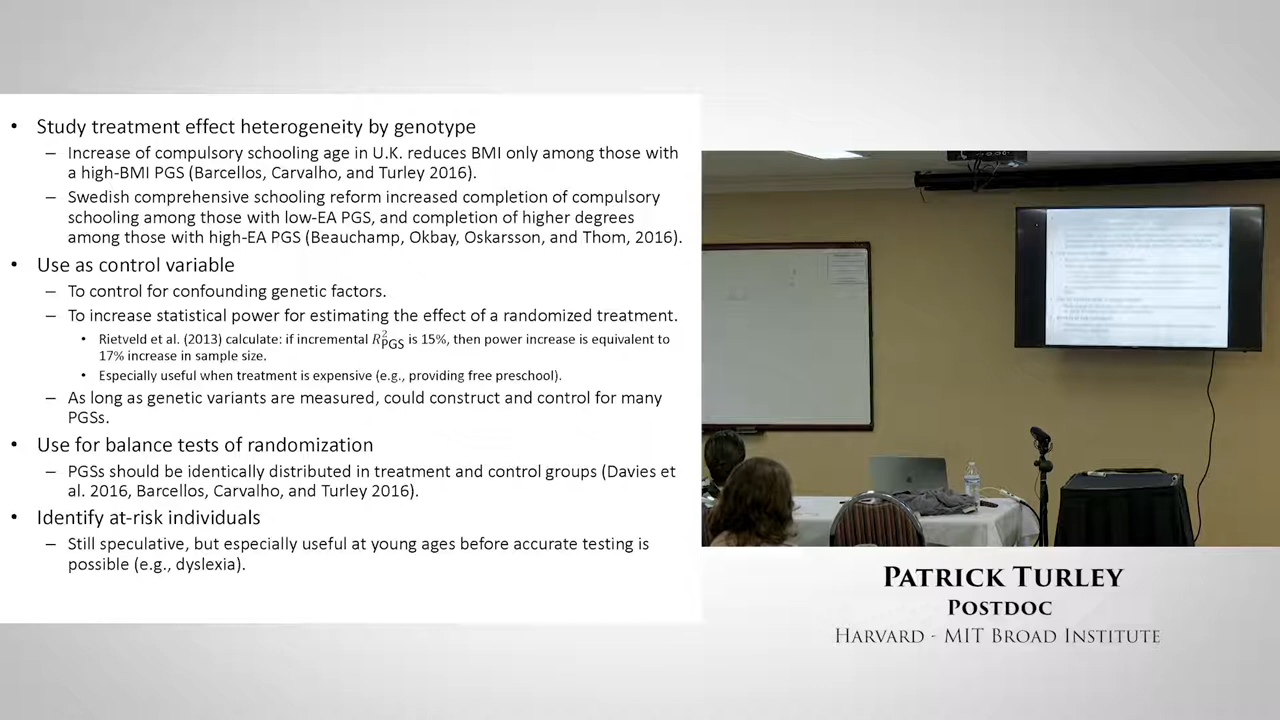 • Study treatment effect heterogeneity by genotype
– Increase of compulsory schooling age in U.K. reduces BMI only among those with
a high-BMI PGS (Barcellos, Carvalho, and Turley 2016).
– Swedish comprehensive schooling reform increased completion of compulsory
schooling among those with low-EA PGS, and completion of higher degrees
among those with high-EA PGS (Beauchamp, Okbay, Oskarsson, and Thom, 2016).
• Use as control variable
– To control for confounding genetic factors.
– To increase statistical power for estimating the effect of a randomized treatment.
• Rietveld et al. (2013) calculate: if incremental R²PGS is 15%, then power increase is equivalent to
17% increase in sample size.
• Especially useful when treatment is expensive (e.g., providing free preschool).
– As long as genetic variants are measured, could construct and control for many
PGSs.
• Use for balance tests of randomization
– PGSs should be identically distributed in treatment and control groups (Davies et
al. 2016, Barcellos, Carvalho, and Turley 2016).
• Identify at-risk individuals
– Still speculative, but especially useful at young ages before accurate testing is
possible (e.g., dyslexia).
Patrick Turley
Postdoc
Harvard - MIT Broad Institute